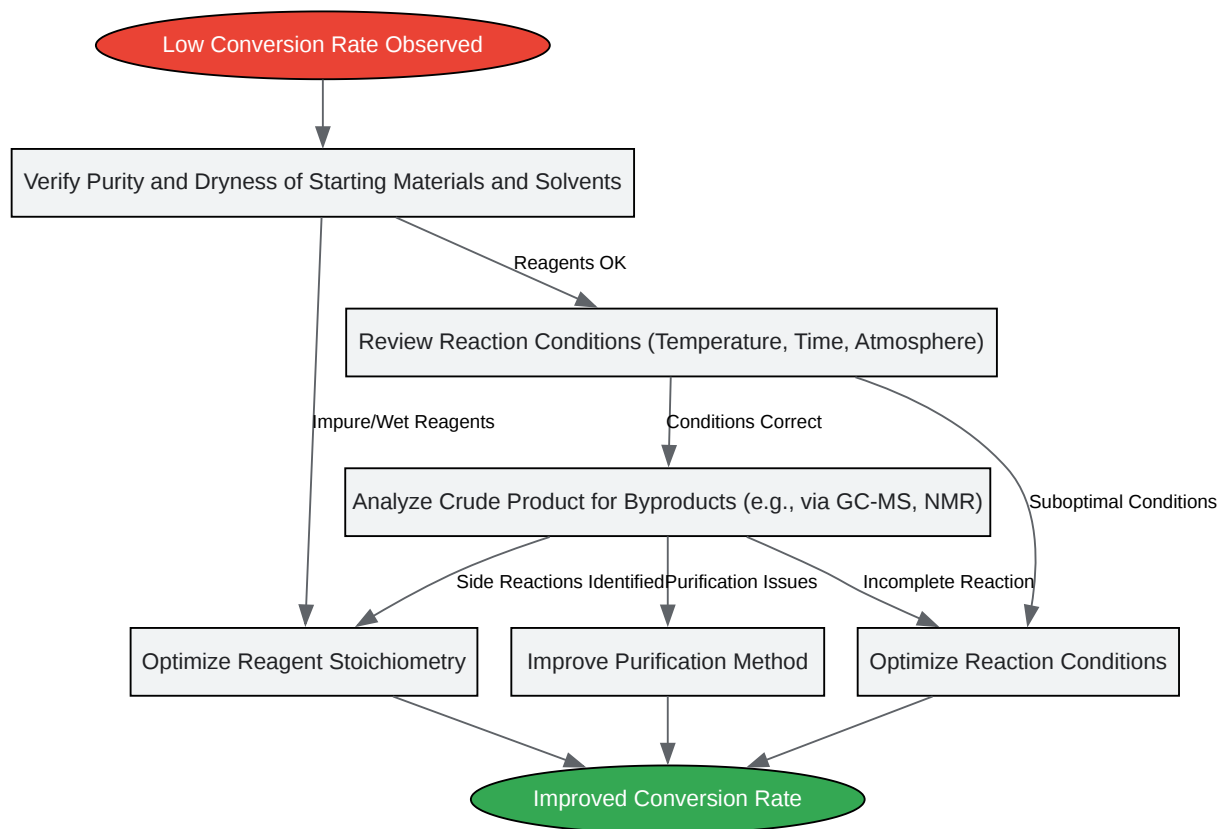 Low Conversion Rate Observed
Verify Purity and Dryness of Starting Materials and Solvents
Reagents OK
Review Reaction Conditions (Temperature, Time, Atmosphere)
Impure/Wet Reagents
Conditions Correct
Analyze Crude Product for Byproducts (e.g., via GC-MS, NMR)
Suboptimal Conditions
Side Reactions Identified
Purification Issues
Incomplete Reaction
Optimize Reagent Stoichiometry
Improve Purification Method
Optimize Reaction Conditions
Improved Conversion Rate